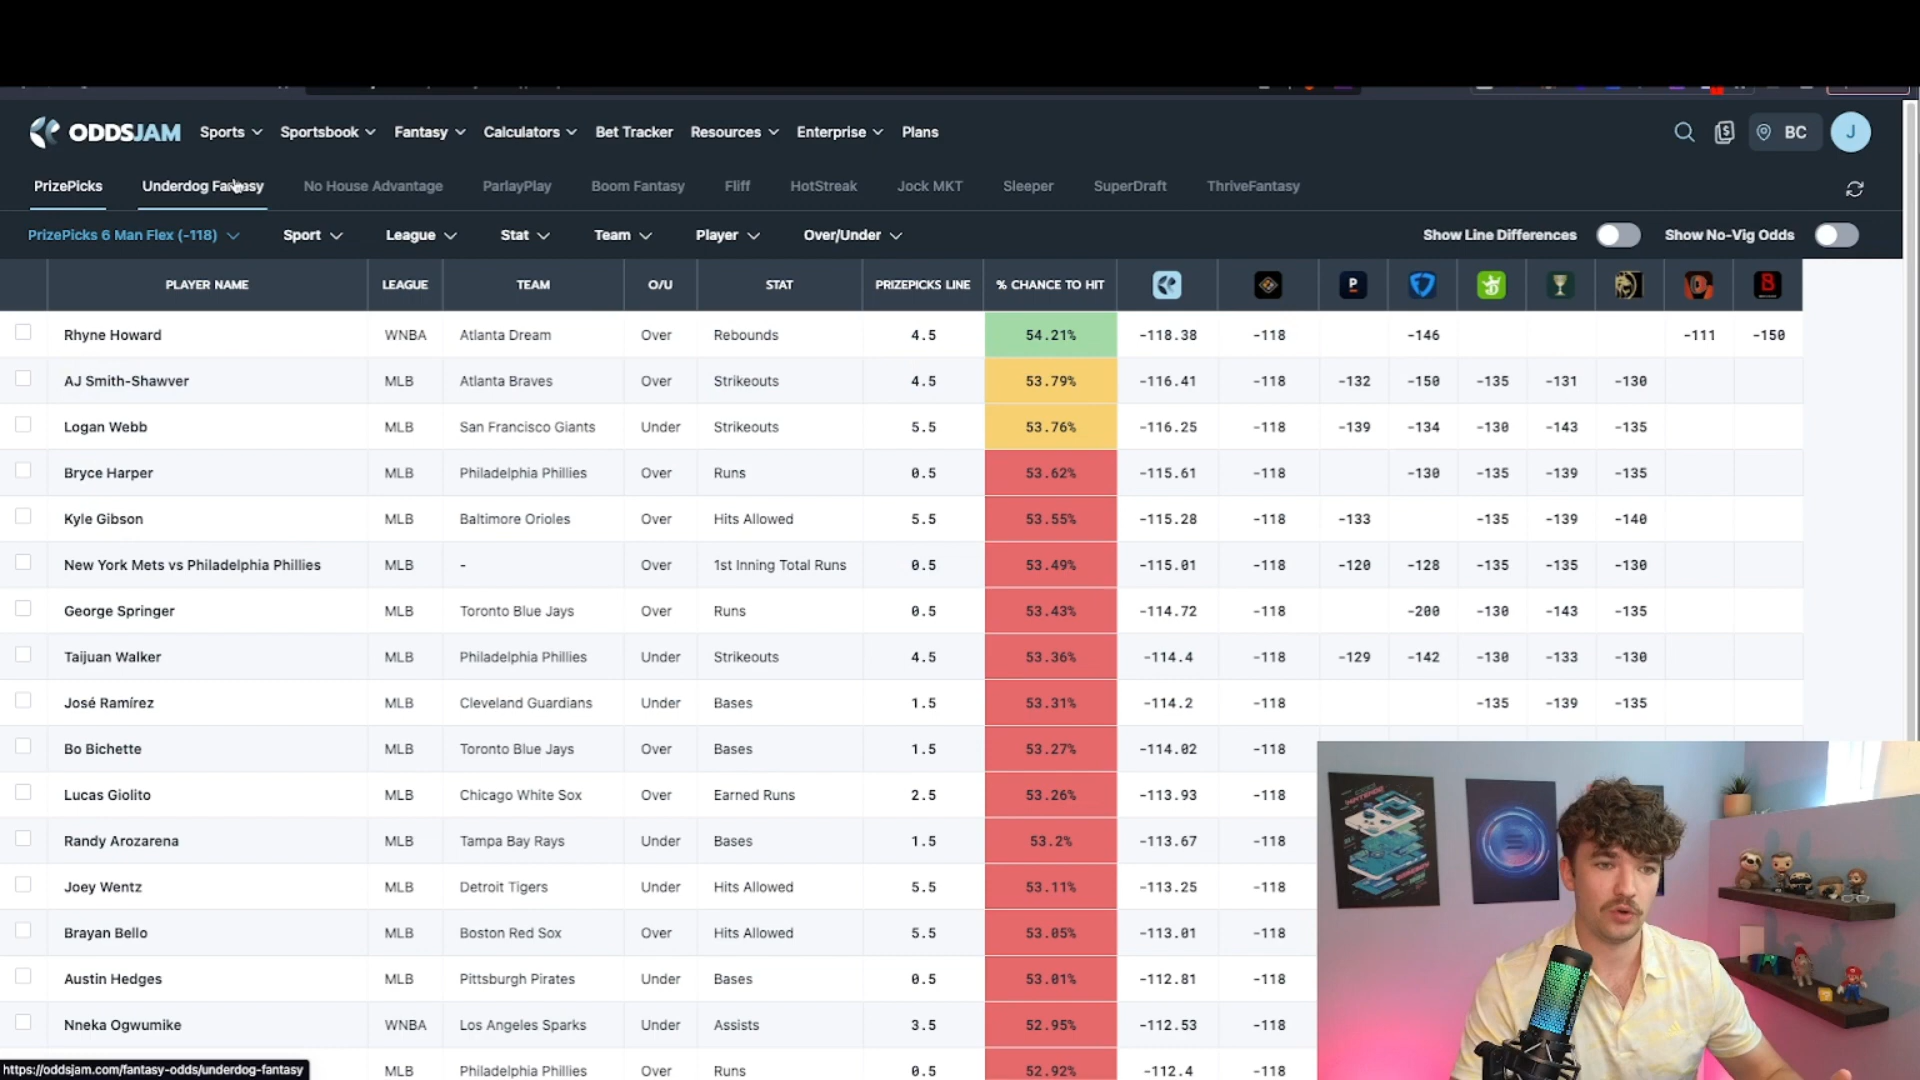 ODDSJAM Sports Sportsbook Fantasy Calculators Bet Tracker Resources Enterprise Plans BC J
PrizePicks Underdog Fantasy No House Advantage ParlayPlay Boom Fantasy Fliff HotStreak Jock MKT Sleeper SuperDraft ThriveFantasy
PrizePicks 6 Man Flex (-118) Sport League Stat Team Player Over/Under Show Line Differences Show No-Vig Odds
PLAYER NAME LEAGUE TEAM O/U STAT PRIZEPICKS LINE % CHANCE TO HIT P B
Rhyne Howard WNBA Atlanta Dream Over Rebounds 4.5 54.21% -118.38 -118 -146 -111 -150
AJ Smith-Shawver MLB Atlanta Braves Over Strikeouts 4.5 53.79% -116.41 -118 -132 -150 -135 -131 -130
Logan Webb MLB San Francisco Giants Under Strikeouts 5.5 53.76% -116.25 -118 -139 -134 -130 -143 -135
Bryce Harper MLB Philadelphia Phillies Over Runs 0.5 53.62% -115.61 -118 -130 -135 -139 -135
Kyle Gibson MLB Baltimore Orioles Over Hits Allowed 5.5 53.55% -115.28 -118 -133 -135 -139 -140
New York Mets vs Philadelphia Phillies MLB - Over 1st Inning Total Runs 0.5 53.49% -115.01 -118 -120 -128 -135 -135 -130
George Springer MLB Toronto Blue Jays Over Runs 0.5 53.43% -114.72 -118 -200 -130 -143 -135
Taijuan Walker MLB Philadelphia Phillies Under Strikeouts 4.5 53.36% -114.4 -118 -129 -142 -130 -133 -130
José Ramírez MLB Cleveland Guardians Under Bases 1.5 53.31% -114.2 -118 -135 -139 -135
Bo Bichette MLB Toronto Blue Jays Over Bases 1.5 53.27% -114.02 -118
Lucas Giolito MLB Chicago White Sox Over Earned Runs 2.5 53.26% -113.93 -118
Randy Arozarena MLB Tampa Bay Rays Under Bases 1.5 53.2% -113.67 -118
Joey Wentz MLB Detroit Tigers Under Hits Allowed 5.5 53.11% -113.25 -118
Brayan Bello MLB Boston Red Sox Over Hits Allowed 5.5 53.05% -113.01 -118
Austin Hedges MLB Pittsburgh Pirates Under Bases 0.5 53.01% -112.81 -118
Nneka Ogwumike WNBA Los Angeles Sparks Under Assists 3.5 52.95% -112.53 -118
MLB Philadelphia Phillies Over Runs 0.5 52.92% -112.4 -118
https://oddsjam.com/fantasy-odds/underdog-fantasy